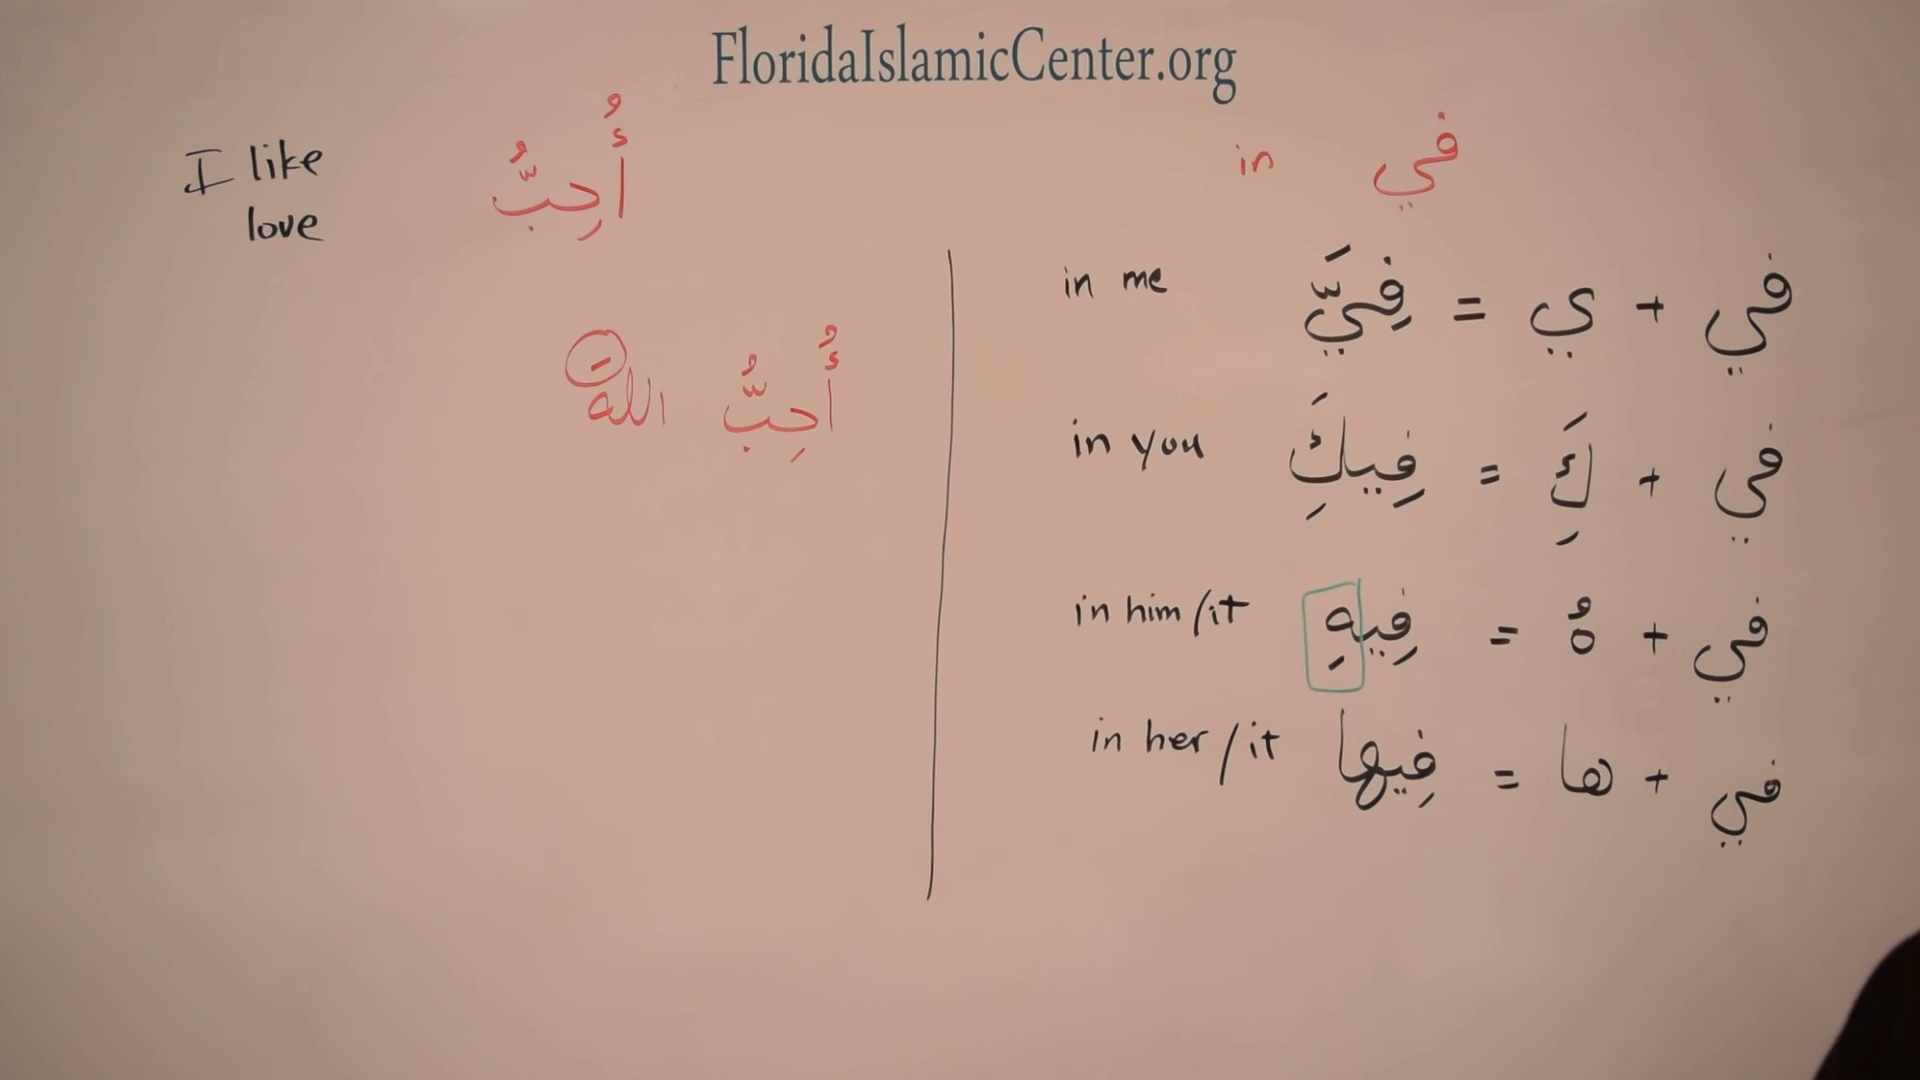 FloridaIslamicCenter.org
I like
love
أُحِبُّ
أُحِبُّ اللهَ
in في
in me فِيَّ = ي + في
in you فِيكَِ = كَِ + في
in him/it فِيهِ = هُ + في
in her/it فِيها = ها + في